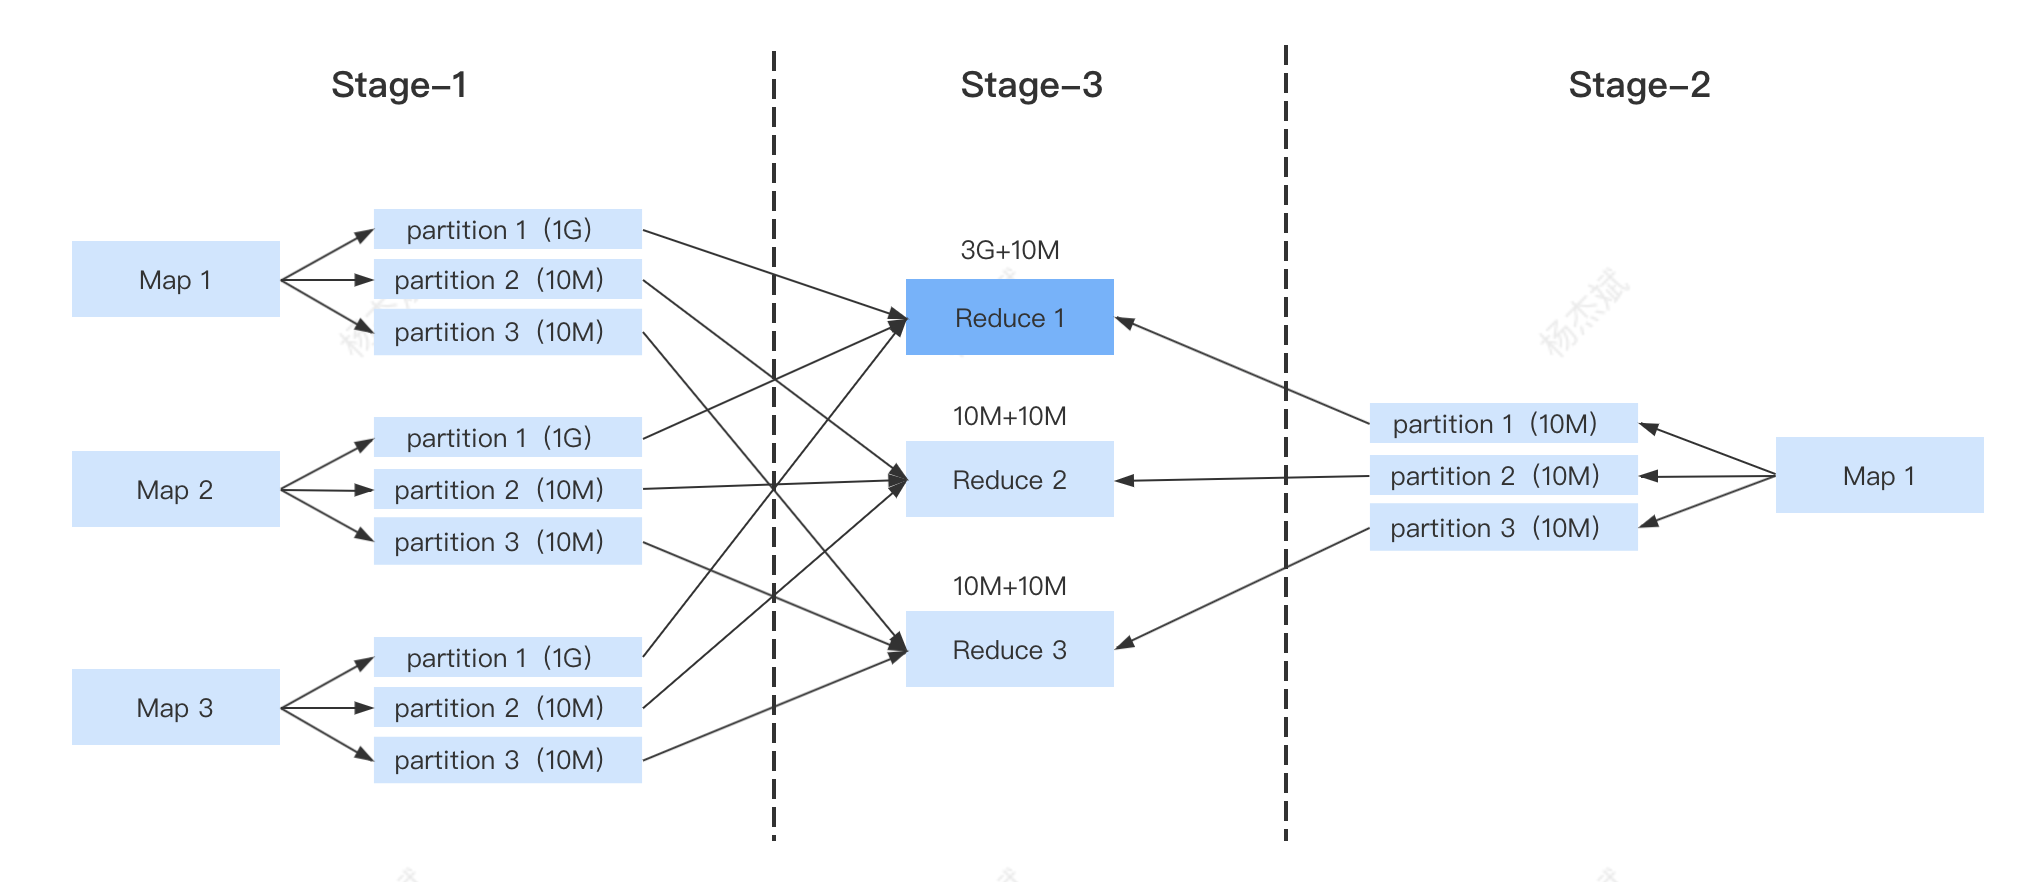 Stage–1
Stage–3
Stage–2
Map 1
partition 1（1G）
partition 2（10M）
partition 3（10M）
Map 2
partition 1（1G）
partition 2（10M）
partition 3（10M）
Map 3
partition 1（1G）
partition 2（10M）
partition 3（10M）
3G+10M
Reduce 1
10M+10M
Reduce 2
10M+10M
Reduce 3
partition 1（10M）
partition 2（10M）
partition 3（10M）
Map 1
杨杰斌
杨杰斌